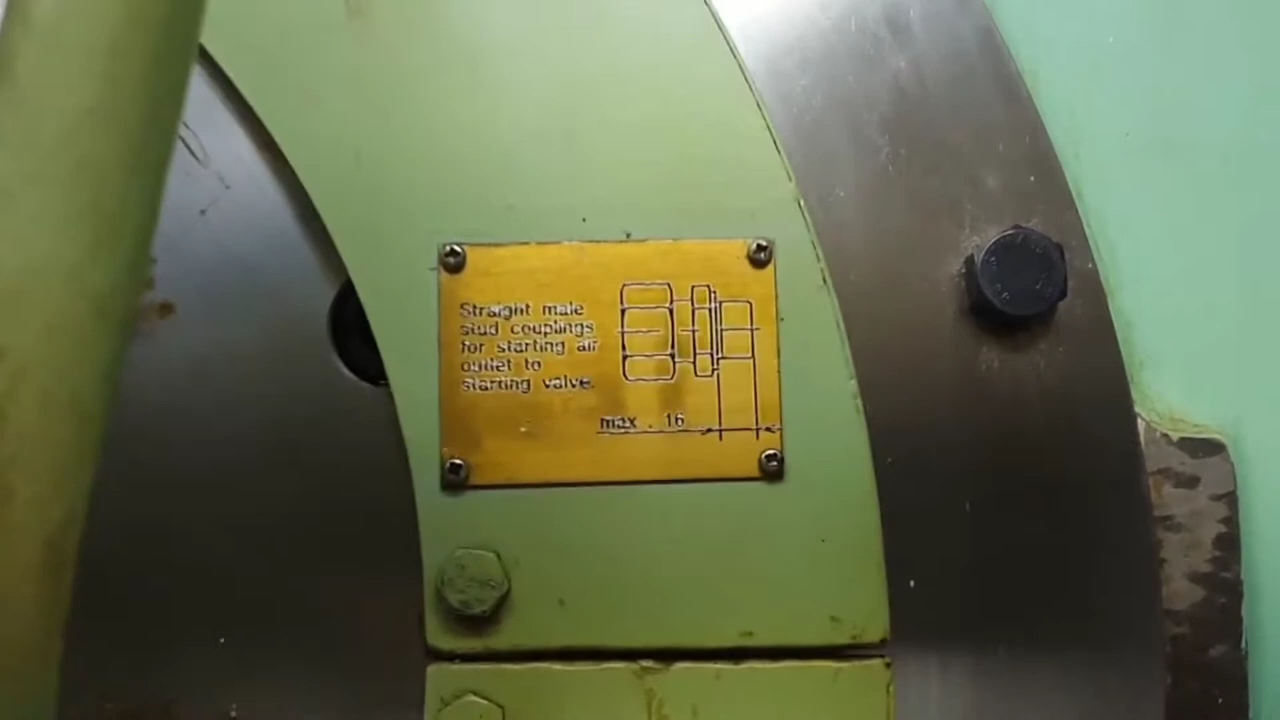 Straight male
stud couplings
for starting air
outlet to
starting valve.
max . 16